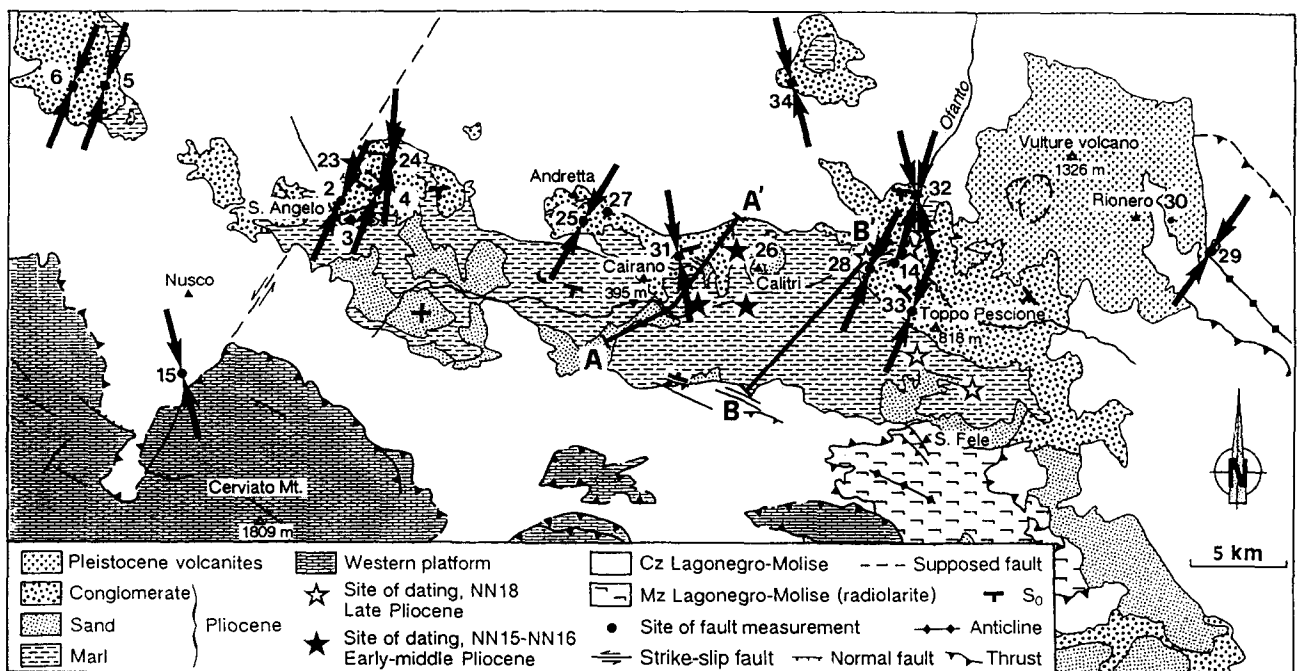 6
5
34
Ofanto
Vulture volcano
1326 m
23
24
2
4
S. Angelo
3
Andretta
27
25
32
Rionero
30
A'
B'
31
26
28
14
29
Cairano
395 m
Calitri
33
Toppo Pescione
818 m
Nusco
A
B
15
S. Fele
N
Cerviato Mt.
1809 m
5 km
Pleistocene volcanites
Conglomerate
Sand
Marl
Pliocene
Western platform
Site of dating, NN18
Late Pliocene
Site of dating, NN15-NN16
Early-middle Pliocene
Cz Lagonegro-Molise
Mz Lagonegro-Molise (radiolarite)
Site of fault measurement
Strike-slip fault
Normal fault
Supposed fault
S0
Anticline
Thrust